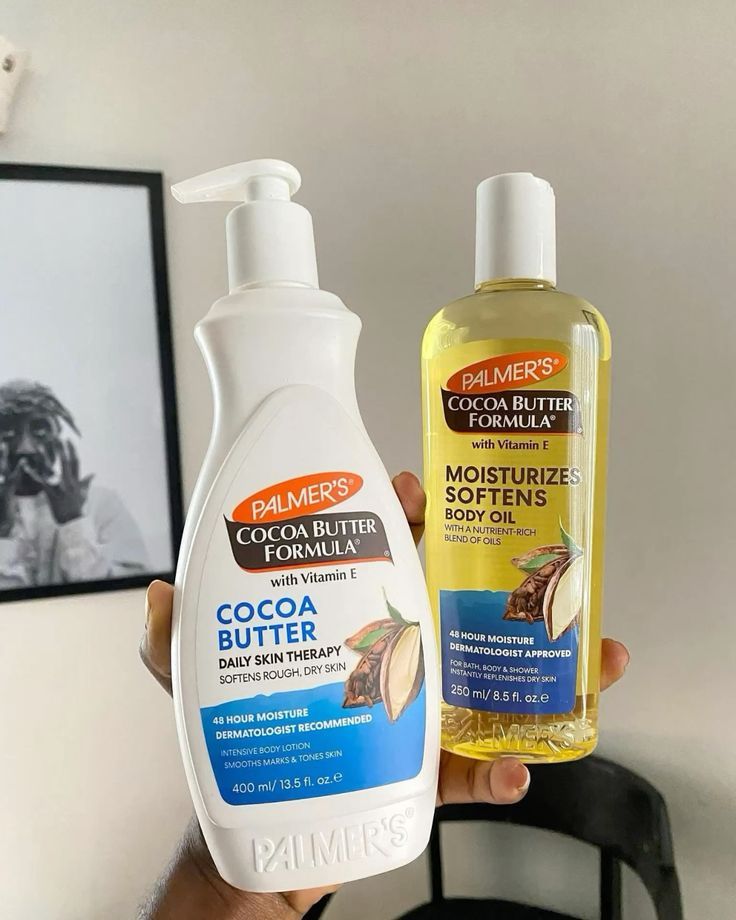 PALMER'S®
COCOA BUTTER
FORMULA®
with Vitamin E
COCOA
BUTTER
DAILY SKIN THERAPY
SOFTENS ROUGH, DRY SKIN
48 HOUR MOISTURE
DERMATOLOGIST RECOMMENDED
INTENSIVE BODY LOTION
SMOOTHS MARKS & TONES SKIN
400 ml/ 13.5 fl. oz.℮
PALMER'S®
PALMER'S®
COCOA BUTTER
FORMULA®
with Vitamin E
MOISTURIZES
SOFTENS
BODY OIL
WITH A NUTRIENT-RICH
BLEND OF OILS
48 HOUR MOISTURE
DERMATOLOGIST APPROVED
FOR BATH, BODY & SHOWER
INSTANTLY REPLENISHES DRY SKIN
250 ml/ 8.5 fl. oz.℮
PALMER'S